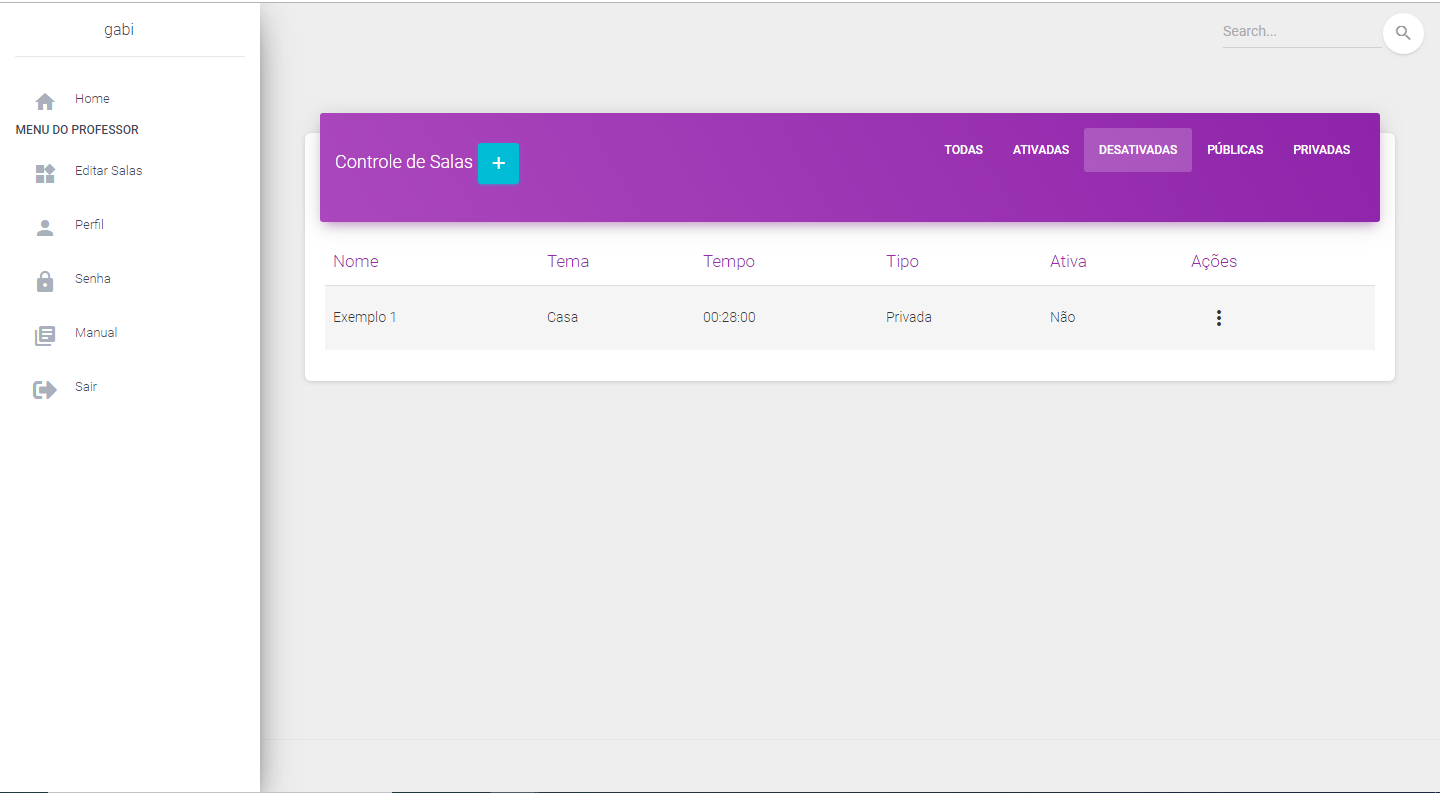 gabi
Search...
Home
MENU DO PROFESSOR
Editar Salas
Perfil
Senha
Manual
Sair
Controle de Salas +
TODAS ATIVADAS DESATIVADAS PÚBLICAS PRIVADAS
Nome Tema Tempo Tipo Ativa Ações
Exemplo 1 Casa 00:28:00 Privada Não